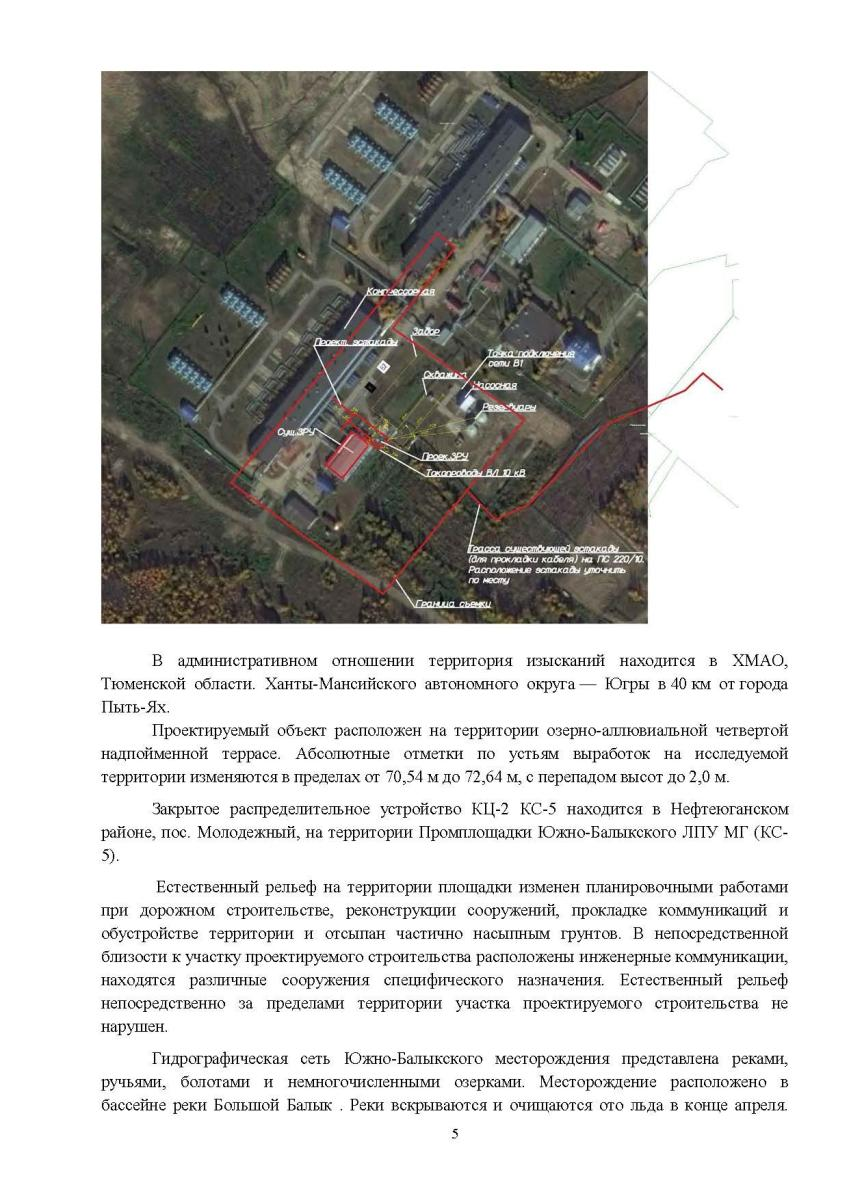 Компрессорная
Проект. эстакады
Забор
Точка подключения
сети В1
Скважина
Насосная
Резервуары
Сущ.ЗРУ
Проек.ЗРУ
Токопроводы ВЛ 10 кВ
Трасса существующей эстакады
(для прокладки кабеля) на ПС 220/10.
Расположение эстакады уточнить
по месту
Граница съемки
В административном отношении территория изысканий находится в ХМАО,
Тюменской области. Ханты-Мансийского автономного округа — Югры в 40 км от города
Пыть-Ях.
Проектируемый объект расположен на территории озерно-аллювиальной четвертой
надпойменной террасе. Абсолютные отметки по устьям выработок на исследуемой
территории изменяются в пределах от 70,54 м до 72,64 м, с перепадом высот до 2,0 м.
Закрытое распределительное устройство КЦ-2 КС-5 находится в Нефтеюганском
районе, пос. Молодежный, на территории Промплощадки Южно-Балыкского ЛПУ МГ (КС-
5).
Естественный рельеф на территории площадки изменен планировочными работами
при дорожном строительстве, реконструкции сооружений, прокладке коммуникаций и
обустройстве территории и отсыпан частично насыпным грунтов. В непосредственной
близости к участку проектируемого строительства расположены инженерные коммуникации,
находятся различные сооружения специфического назначения. Естественный рельеф
непосредственно за пределами территории участка проектируемого строительства не
нарушен.
Гидрографическая сеть Южно-Балыкского месторождения представлена реками,
ручьями, болотами и немногочисленными озерками. Месторождение расположено в
бассейне реки Большой Балык . Реки вскрываются и очищаются ото льда в конце апреля.
5